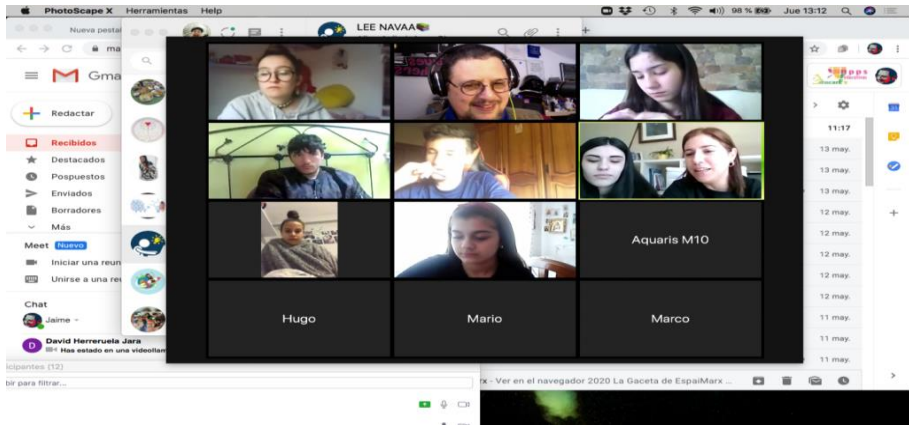 PhotoScape X Herramientas Help
98 % Jue 13:12
Nueva pestañ
LEE NAVAA
ma
Gma
Redactar
Recibidos
Destacados
Pospuestos
Enviados
Borradores
Más
Meet Nuevo
Iniciar una reun
Unirse a una re
Chat
Jaime
D David Herreruela Jara
Has estado en una videollam
icipantes (12)
bir para filtrar...
Aquaris M10
Hugo
Mario
Marco
11:17
13 may.
13 may.
13 may.
12 may.
12 may.
12 may.
12 may.
12 may.
11 may.
11 may.
11 may.
rx - Ver en el navegador 2020 La Gaceta de EspaiMarx ...